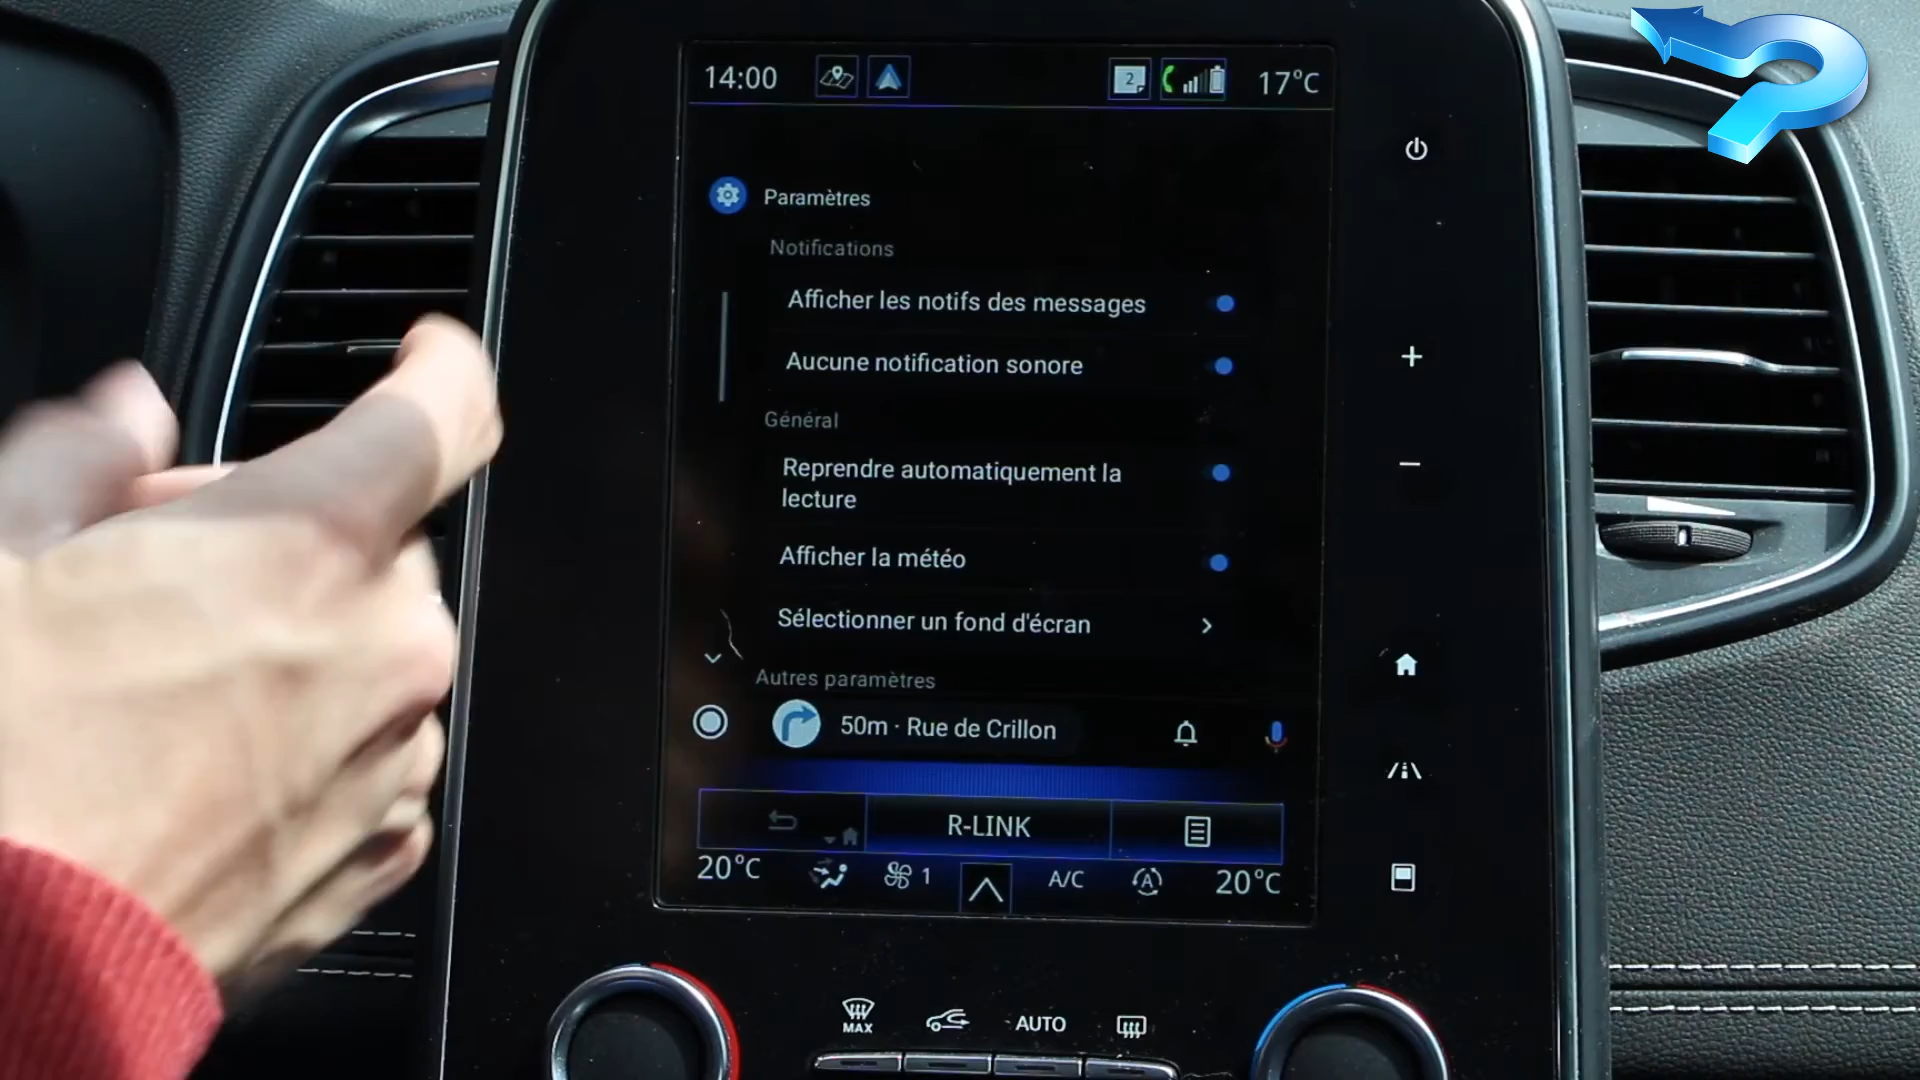 14:00
2
17°C
Paramètres
Notifications
Afficher les notifs des messages
Aucune notification sonore
Général
Reprendre automatiquement la
lecture
Afficher la météo
Sélectionner un fond d'écran
Autres paramètres
50m · Rue de Crillon
R-LINK
20°C
1
A/C
A
20°C
MAX
AUTO